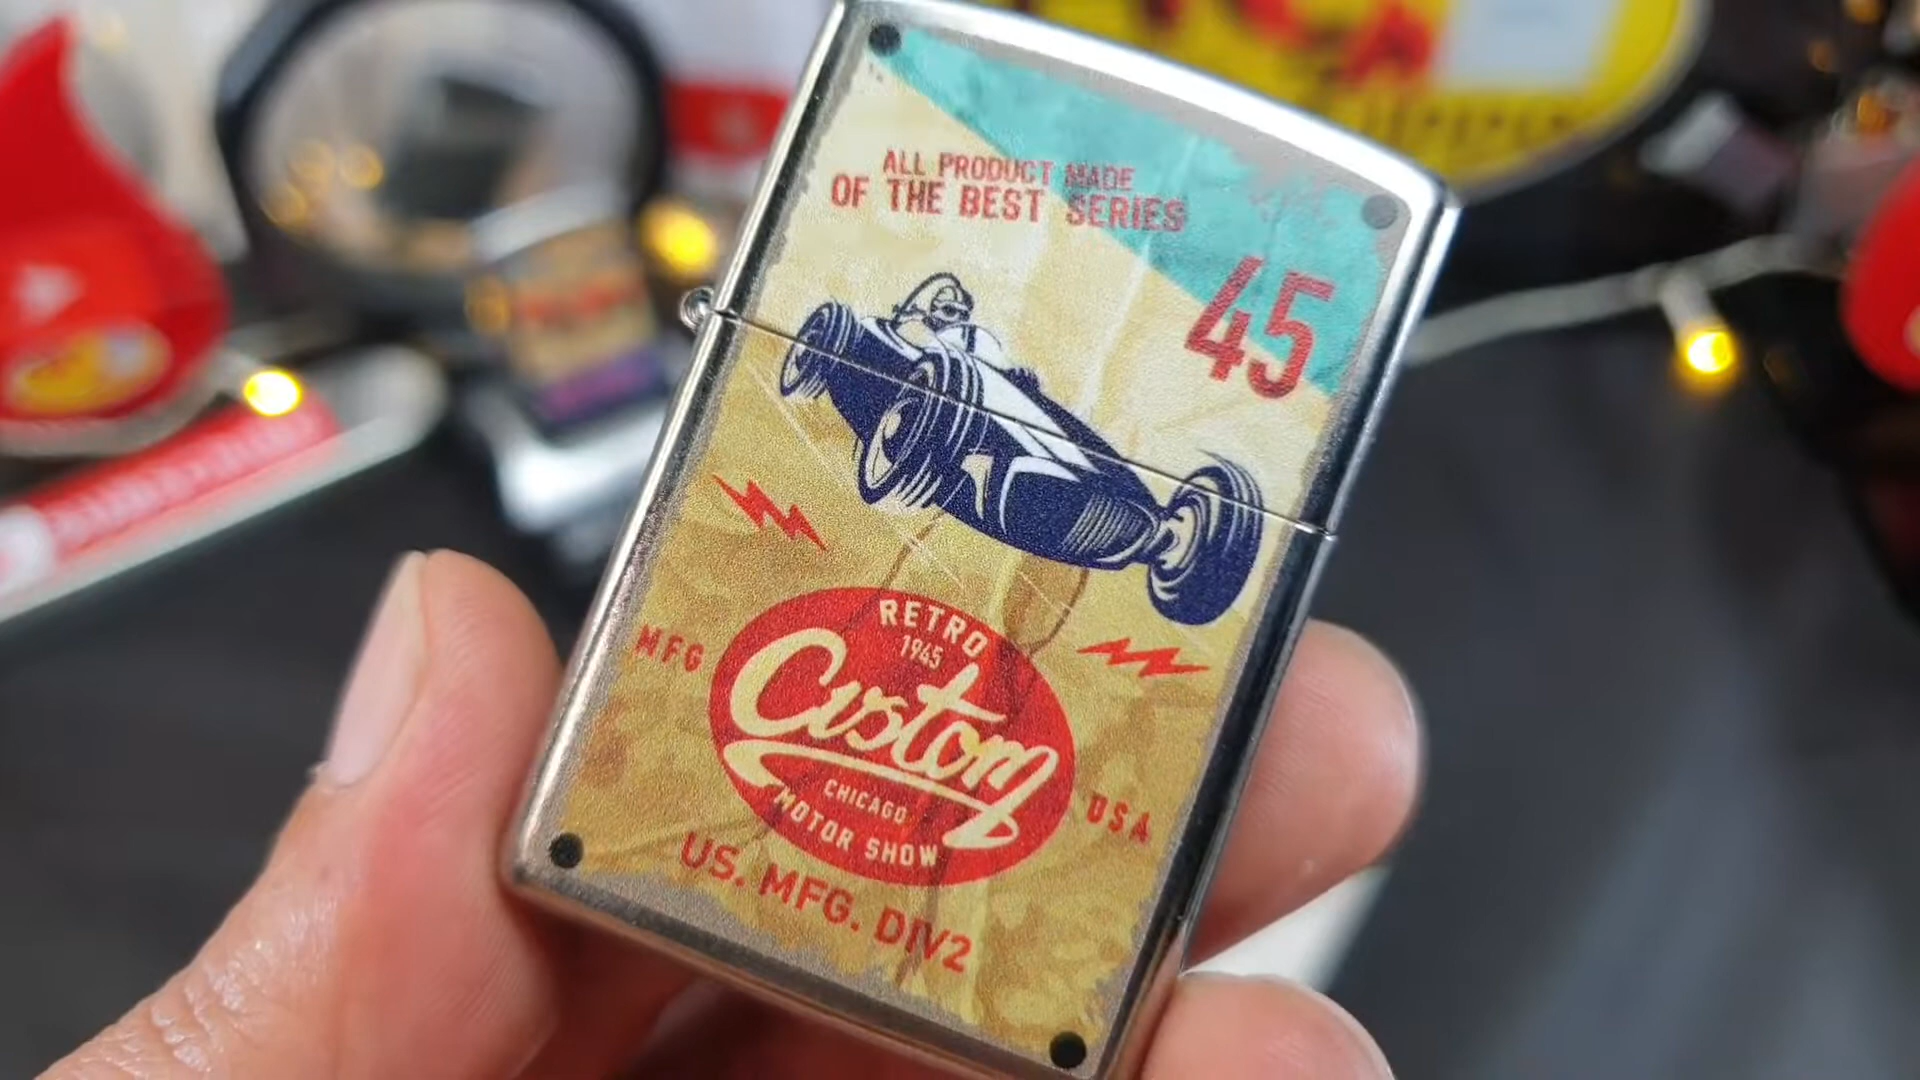 ALL PRODUCT MADE
OF THE BEST SERIES
45
RETRO
1945
MFG
Custom
CHICAGO
USA
MOTOR SHOW
US. MFG. DIV2